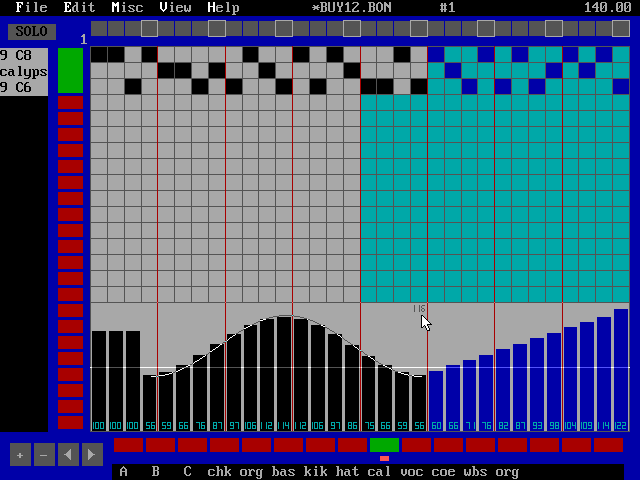 File Edit Misc View Help *BUY12.BON #1 140.00
SOLO
1
9 C8
calyps
9 C6
116
100 100 100 56 59 66 76 87 97 106 112 114 112 106 97 86 75 66 59 56 60 66 71 76 82 87 93 98 104 109 114 122
+ -
A B C chk org bas kik hat cal voc coe wbs org